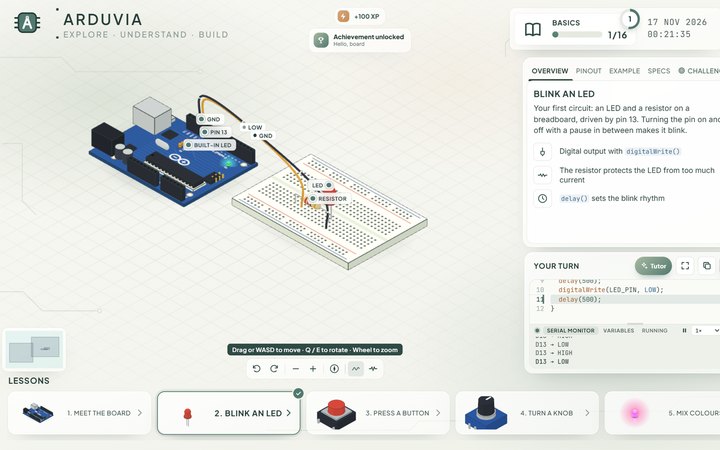 ARDUVIA
EXPLORE · UNDERSTAND · BUILD
+100 XP
Achievement unlocked
Hello, board
BASICS
1/16
1
17 NOV 2026
00:21:35
OVERVIEW PINOUT EXAMPLE SPECS
BLINK AN LED
Your first circuit: an LED and a resistor on a
breadboard, driven by pin 13. Turning the pin on and
off with a pause in between makes it blink.
Digital output with digitalWrite()
The resistor protects the LED from too much
current
delay() sets the blink rhythm
GND
PIN 13
BUILT-IN LED
LOW
GND
LED
RESISTOR
YOUR TURN
Tutor
9 delay(500);
10 digitalWrite(LED_PIN, LOW);
11 delay(500);
12 }
SERIAL MONITOR VARIABLES RUNNING
1×
D13 → HIGH
D13 → LOW
D13 → HIGH
D13 → LOW
Drag or WASD to move · Q / E to rotate · Wheel to zoom
LESSONS
1. MEET THE BOARD
2. BLINK AN LED
3. PRESS A BUTTON
4. TURN A KNOB
5. MIX COLOURS